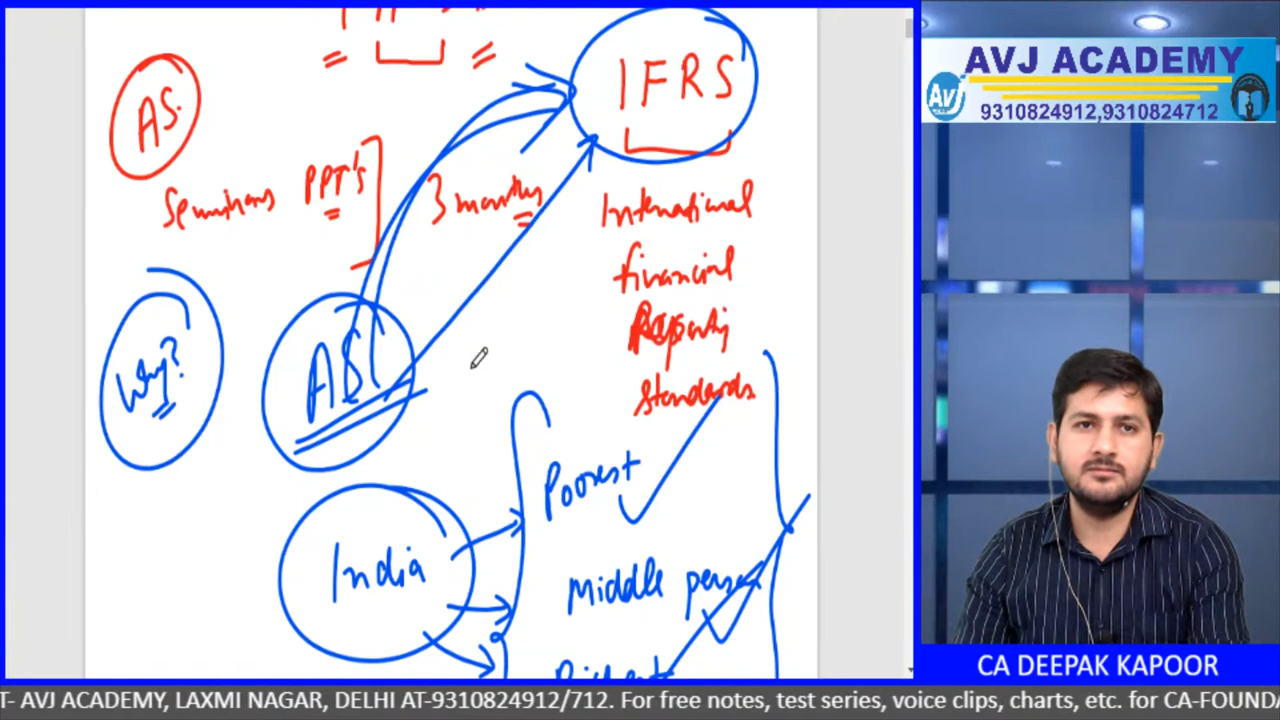 IFRS
AS.
Seminars PPT's
3 months
International
financial
Reporting
Standards
Why?
AS
Poorest
India
Middle person
Richest
AVJ ACADEMY
AVJ
9310824912,9310824712
CA DEEPAK KAPOOR
T- AVJ ACADEMY, LAXMI NAGAR, DELHI AT-9310824912/712. For free notes, test series, voice clips, charts, etc. for CA-FOUNDA